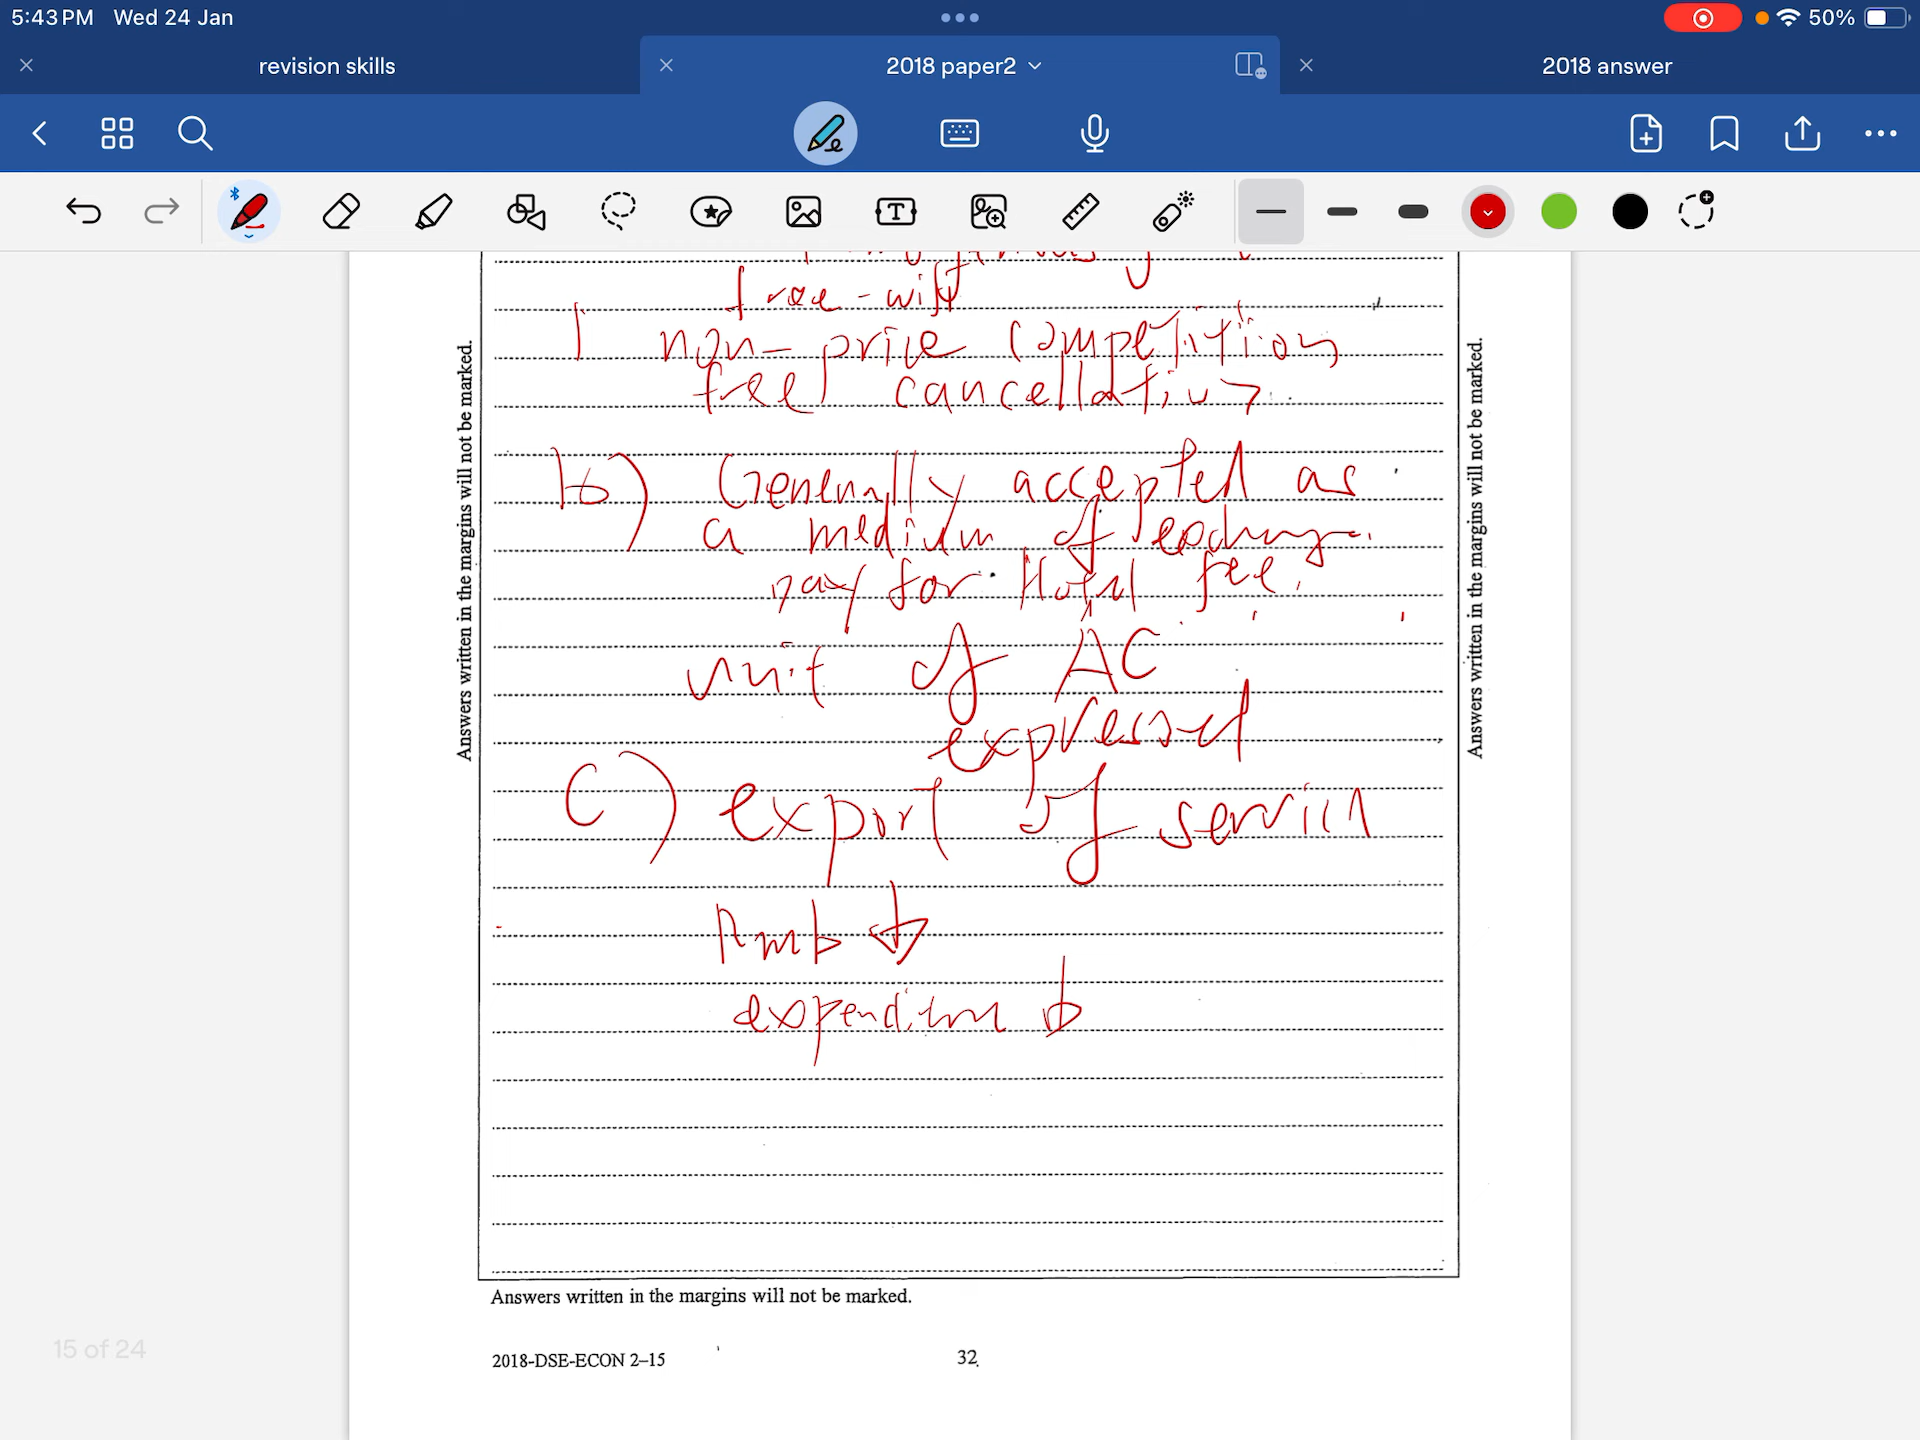 5:43 PM Wed 24 Jan
50%
revision skills
2018 paper2
2018 answer
free-wifi
non-price competition
free cancellation
b) Generally accepted as
a medium of exchange.
pay for Hotel fee.
unit of AC
expressed
c) export of service
Rmb ↓
expenditure ↓
Answers written in the margins will not be marked.
Answers written in the margins will not be marked.
Answers written in the margins will not be marked.
15 of 24
2018-DSE-ECON 2–15
32